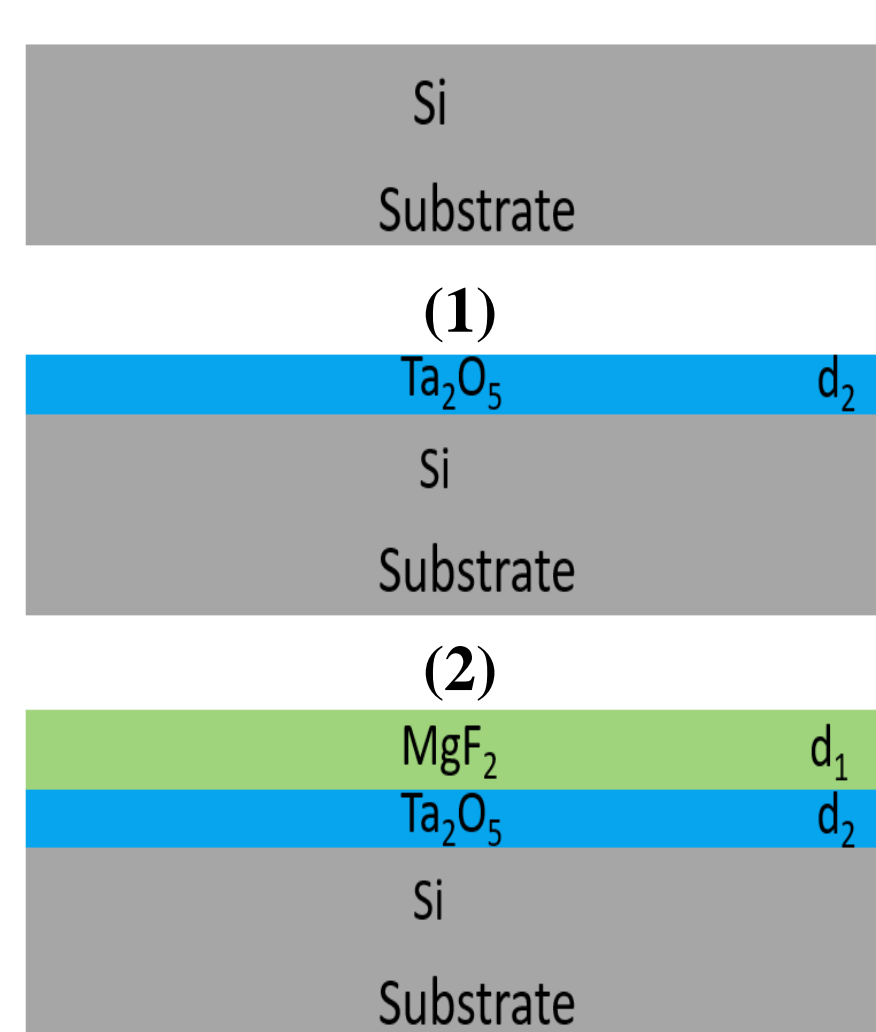 Si
Substrate
(1)
Ta₂O₅ d₂
Si
Substrate
(2)
MgF₂ d₁
Ta₂O₅ d₂
Si
Substrate